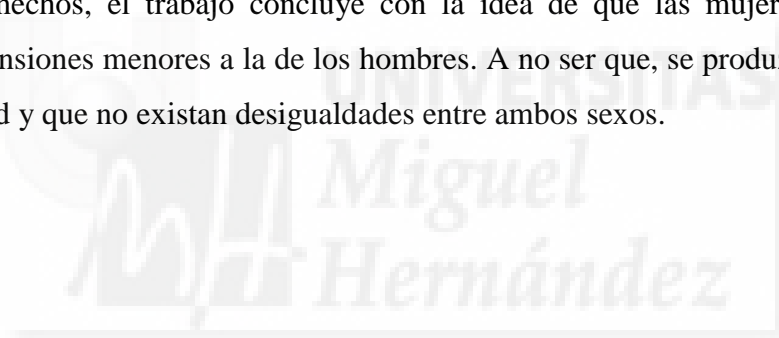 hechos, el trabajo concluye con la idea de que las mujer
nsiones menores a la de los hombres. A no ser que, se produ
d y que no existan desigualdades entre ambos sexos.
UNIVERSITAS
Miguel
Hernández